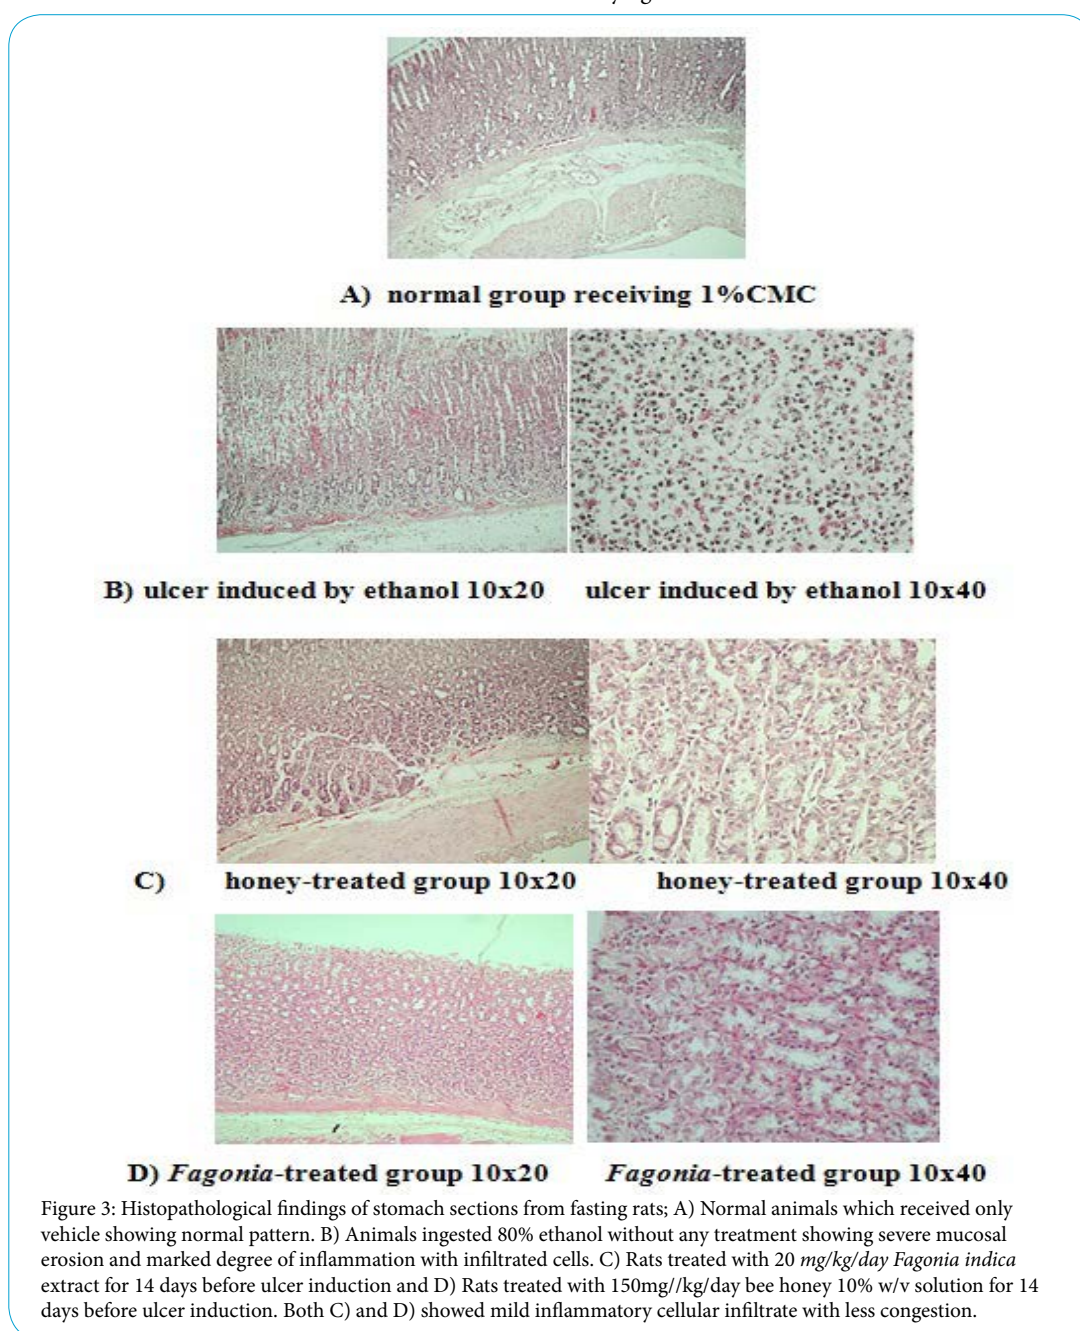 A) normal group receiving 1%CMC
B) ulcer induced by ethanol 10x20 ulcer induced by ethanol 10x40
C) honey-treated group 10x20 honey-treated group 10x40
D) Fagonia-treated group 10x20 Fagonia-treated group 10x40
Figure 3: Histopathological findings of stomach sections from fasting rats; A) Normal animals which received only
vehicle showing normal pattern. B) Animals ingested 80% ethanol without any treatment showing severe mucosal
erosion and marked degree of inflammation with infiltrated cells. C) Rats treated with 20 mg/kg/day Fagonia indica
extract for 14 days before ulcer induction and D) Rats treated with 150mg//kg/day bee honey 10% w/v solution for 14
days before ulcer induction. Both C) and D) showed mild inflammatory cellular infiltrate with less congestion.